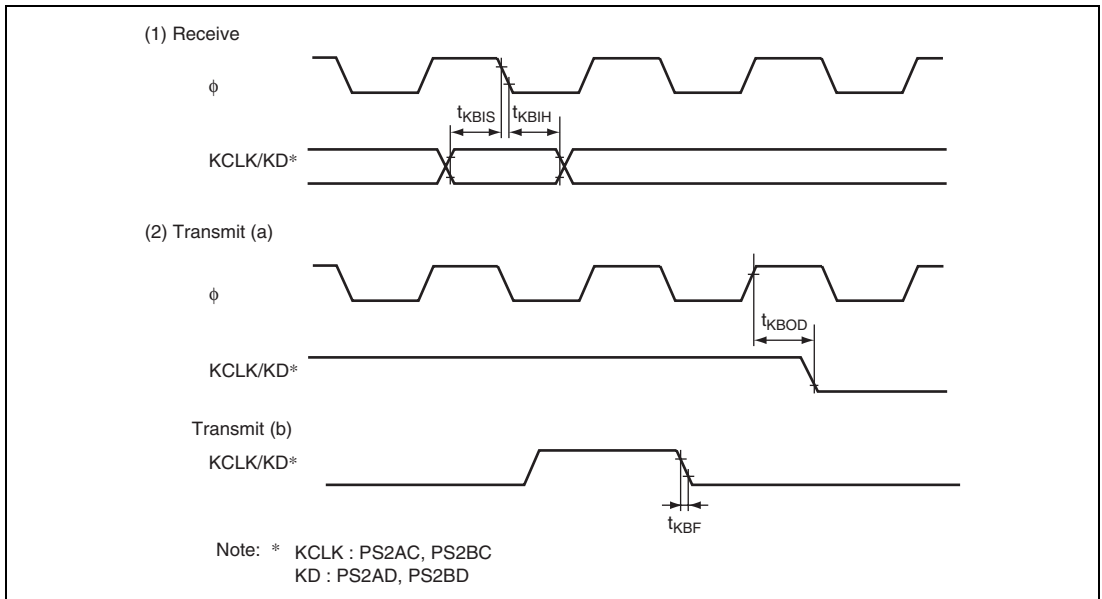 (1) Receive
ϕ
tKBIS tKBIH
KCLK/KD*
(2) Transmit (a)
ϕ
tKBOD
KCLK/KD*
Transmit (b)
KCLK/KD*
tKBF
Note: * KCLK : PS2AC, PS2BC
KD : PS2AD, PS2BD